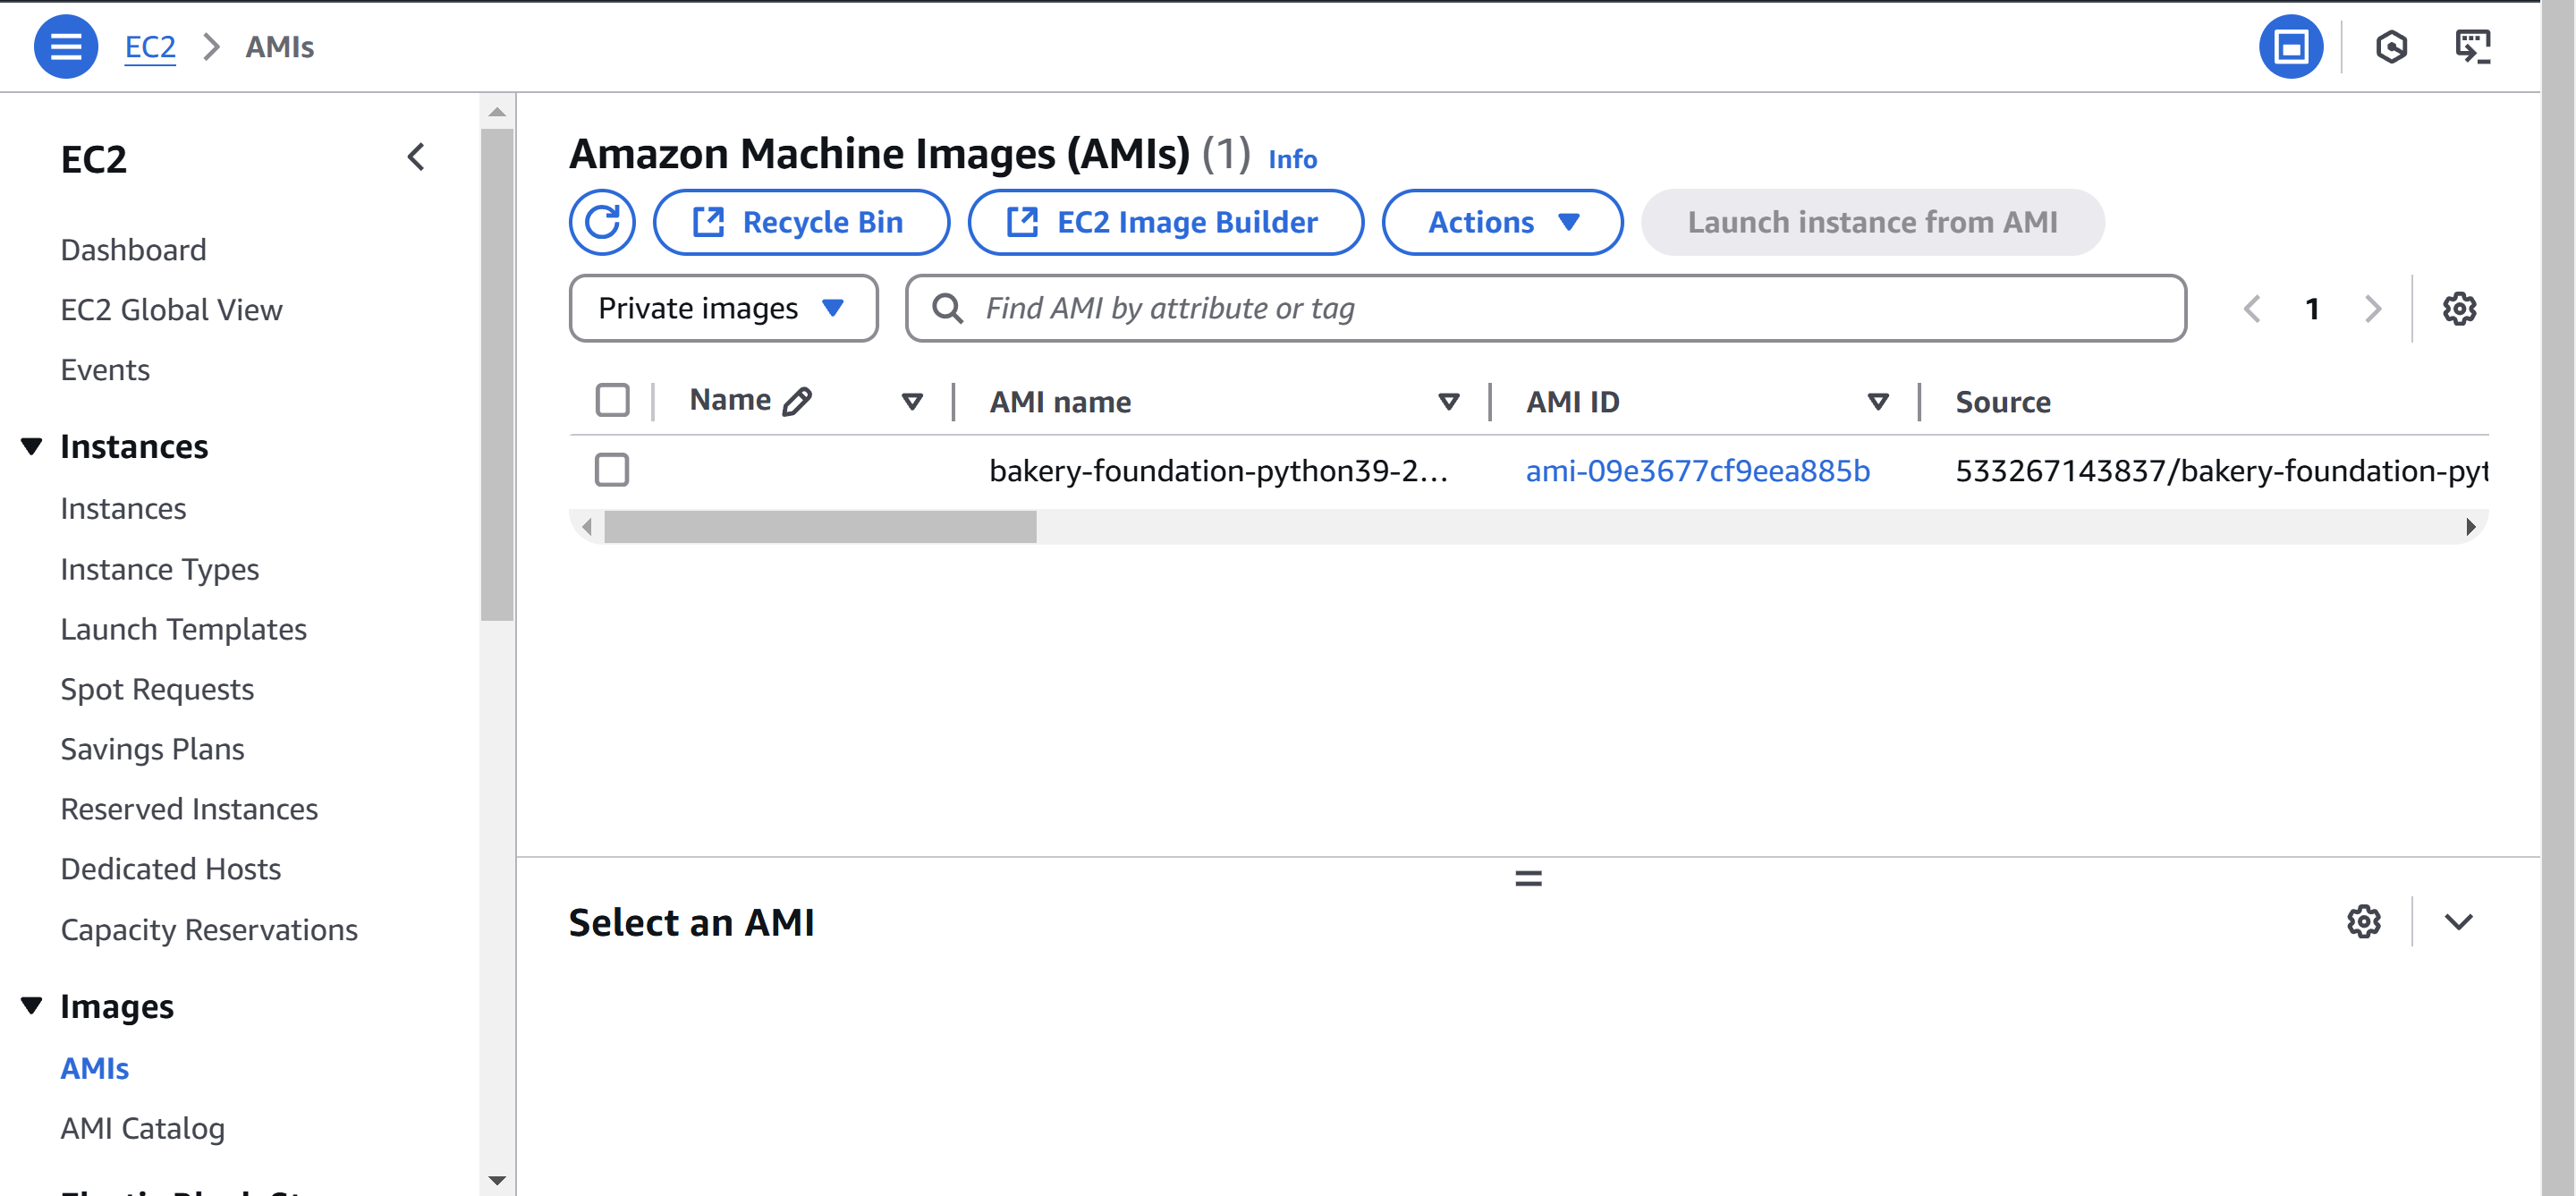 EC2 > AMIs
EC2
Dashboard
EC2 Global View
Events
Instances
Instances
Instance Types
Launch Templates
Spot Requests
Savings Plans
Reserved Instances
Dedicated Hosts
Capacity Reservations
Images
AMIs
AMI Catalog
Amazon Machine Images (AMIs) (1) Info
Recycle Bin EC2 Image Builder Actions Launch instance from AMI
Private images Find AMI by attribute or tag 1
Name AMI name AMI ID Source
bakery-foundation-python39-2... ami-09e3677cf9eea885b 533267143837/bakery-foundation-pyt
Select an AMI